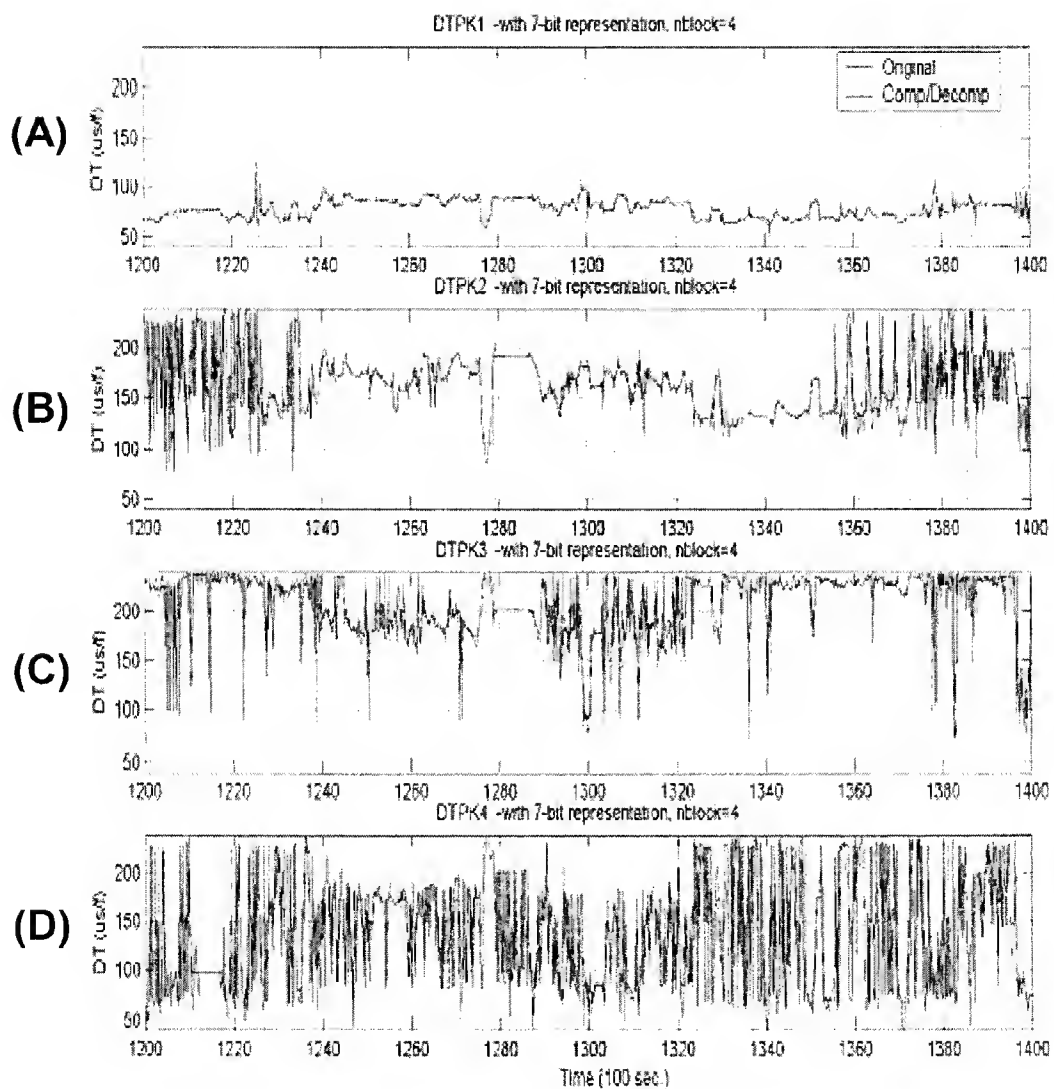 DTPK1 -with 7-bit representation, nblock=4
Original
Comp/Decomp
(A)
DT (us/f)
200
150
100
50
1200 1220 1240 1260 1280 1300 1320 1340 1360 1380 1400
DTPK2 -with 7-bit representation, nblock=4
(B)
DT (us/f)
200
150
100
50
1200 1220 1240 1260 1280 1300 1320 1340 1360 1380 1400
DTPK3 -with 7-bit representation, nblock=4
(C)
DT (us/f)
200
150
100
50
1200 1220 1240 1260 1280 1300 1320 1340 1360 1380 1400
DTPK4 -with 7-bit representation, nblock=4
(D)
DT (us/f)
200
150
100
50
1200 1220 1240 1260 1280 1300 1320 1340 1360 1380 1400
Time (100 sec.)